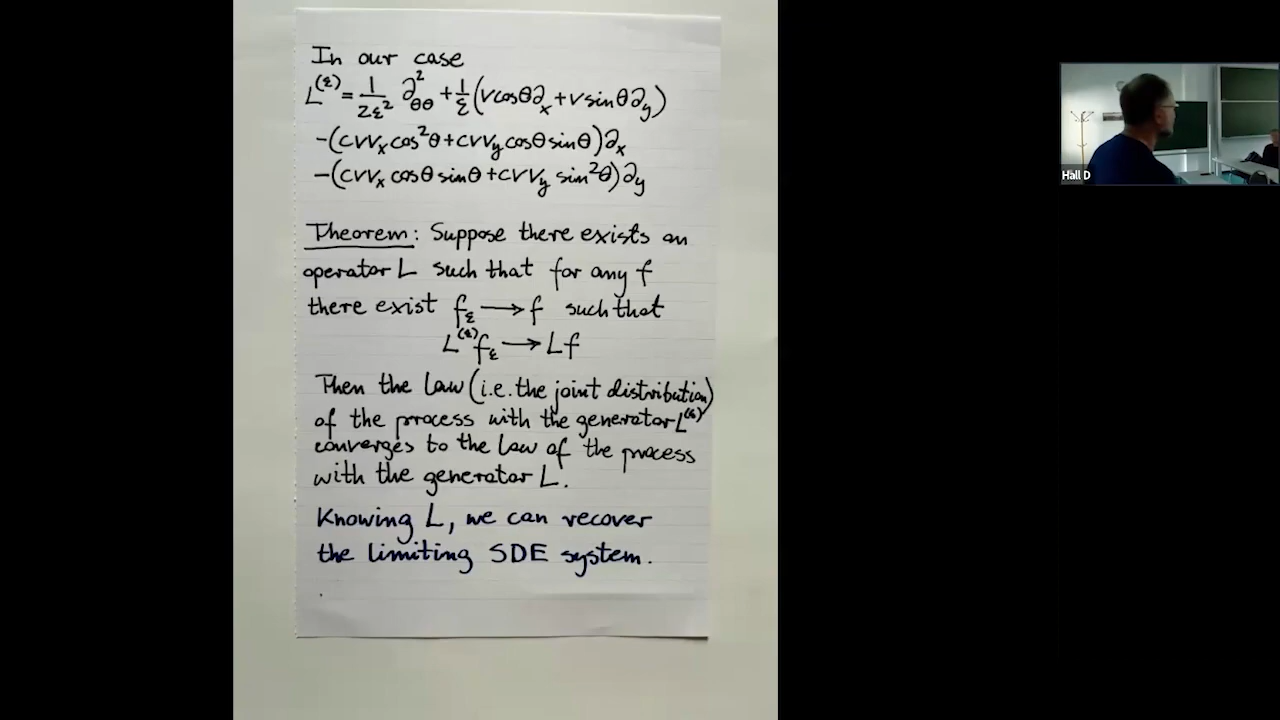 In our case
L^(ε) = 1/2ε² ∂²_θθ + 1/ε (v cosθ ∂_x + v sinθ ∂_y)
-(cvv_x cos²θ + cvv_y cosθ sinθ)∂_x
-(cvv_x cosθ sinθ + cvv_y sin²θ)∂_y
Theorem: Suppose there exists an
operator L such that for any f
there exist f_ε → f such that
L^(ε) f_ε → Lf
Then the law (i.e. the joint distribution)
of the process with the generator L^(ε)
converges to the law of the process
with the generator L.
Knowing L, we can recover
the limiting SDE system.
Hall D